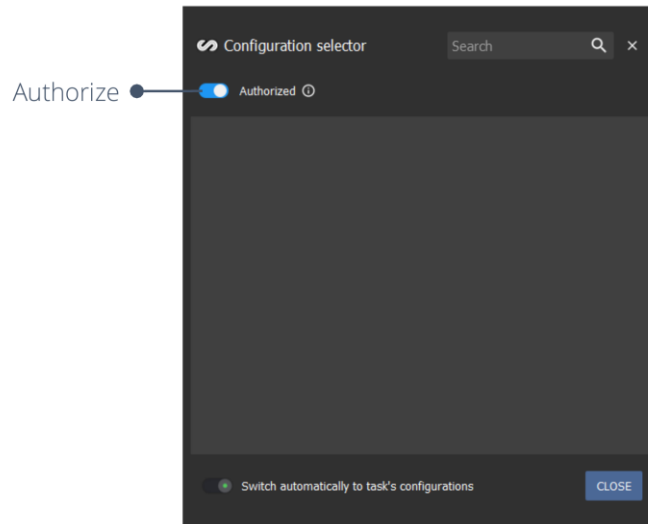 Configuration selector
Search
Authorize
Authorized
Switch automatically to task's configurations
CLOSE